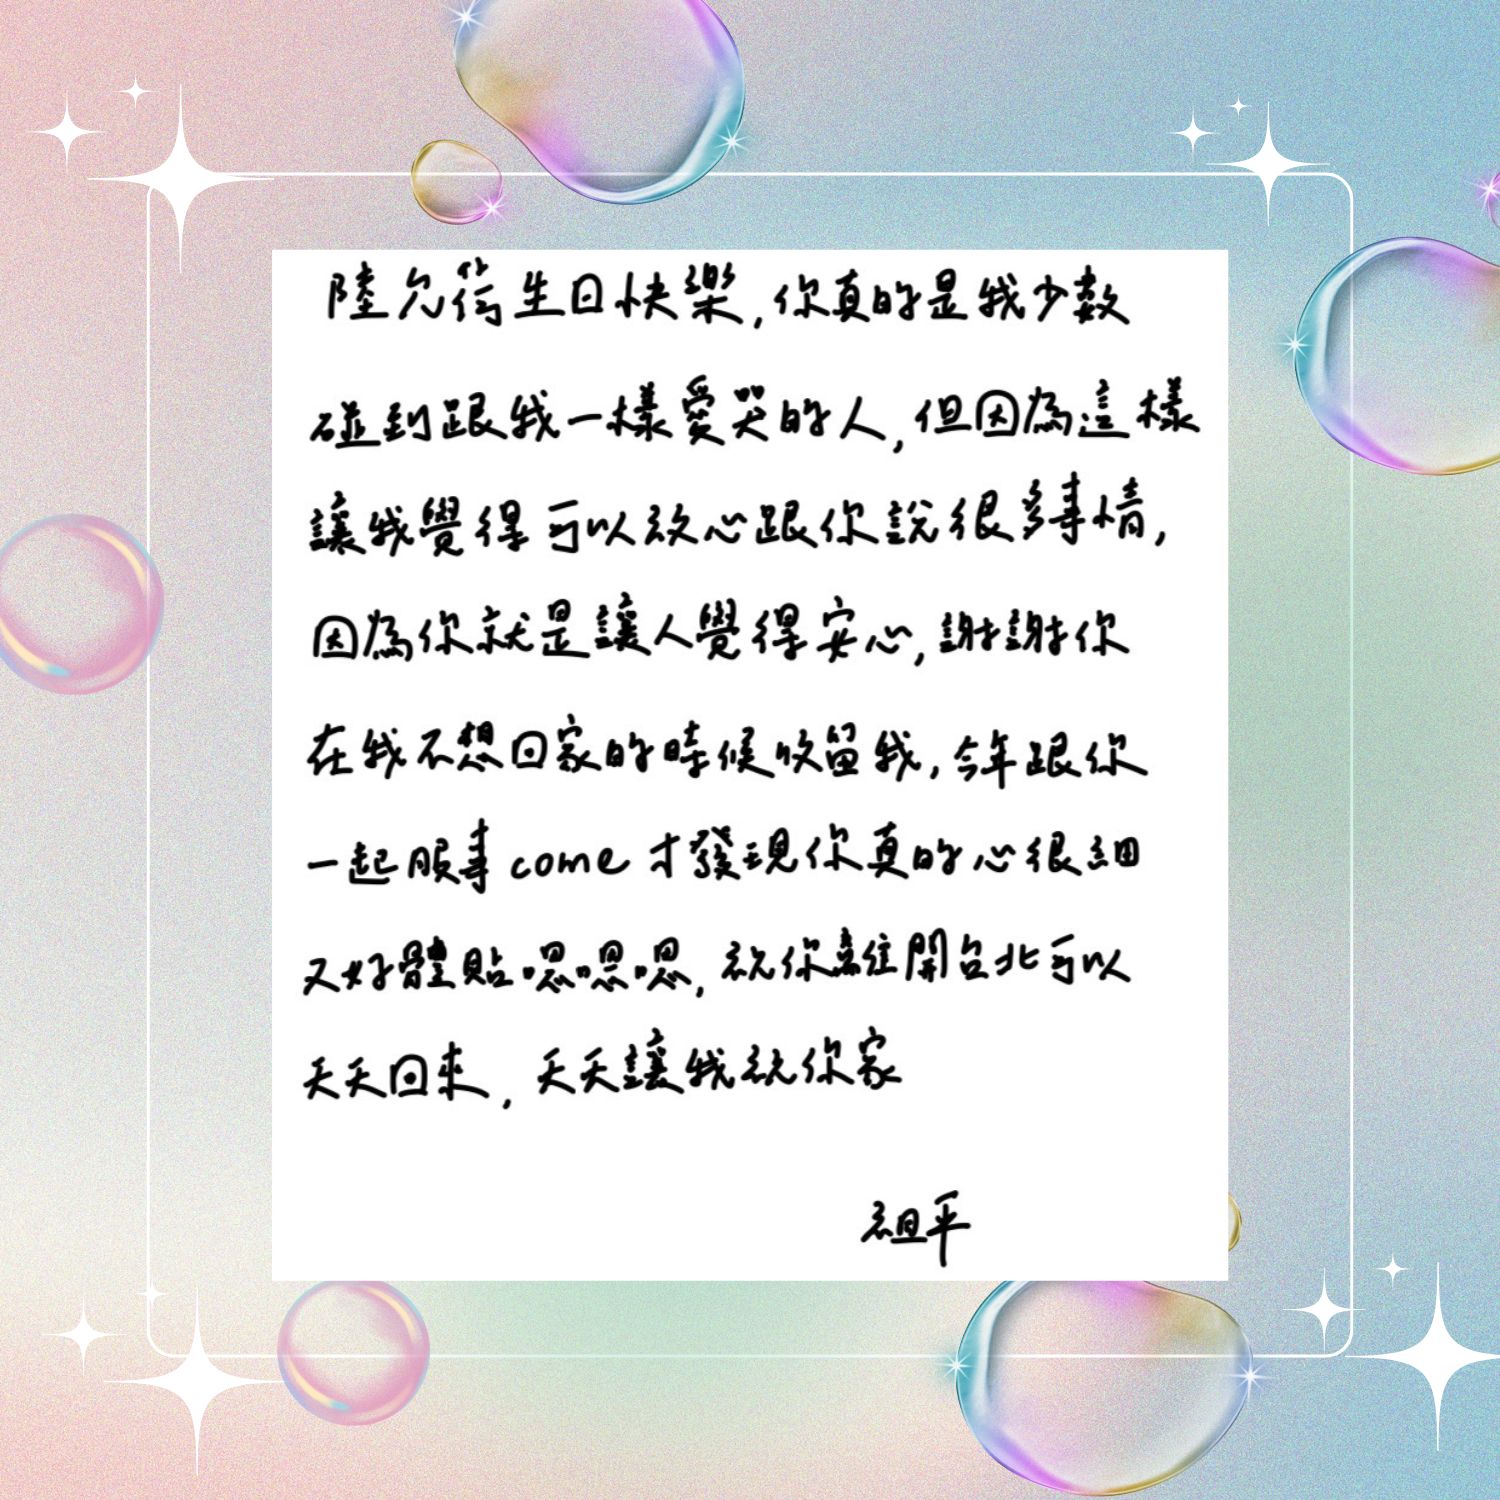 陸允蒨生日快樂,你真的是我少數
碰到跟我一樣愛哭的人,但因為這樣
讓我覺得可以放心跟你說很多事情,
因為你就是讓人覺得安心,謝謝你
在我不想回家的時候收留我,今年跟你
一起服事come才發現你真的心很細
又好體貼嗯嗯嗯,祝你離開台北可以
天天回來,天天讓我祝你家
祖平